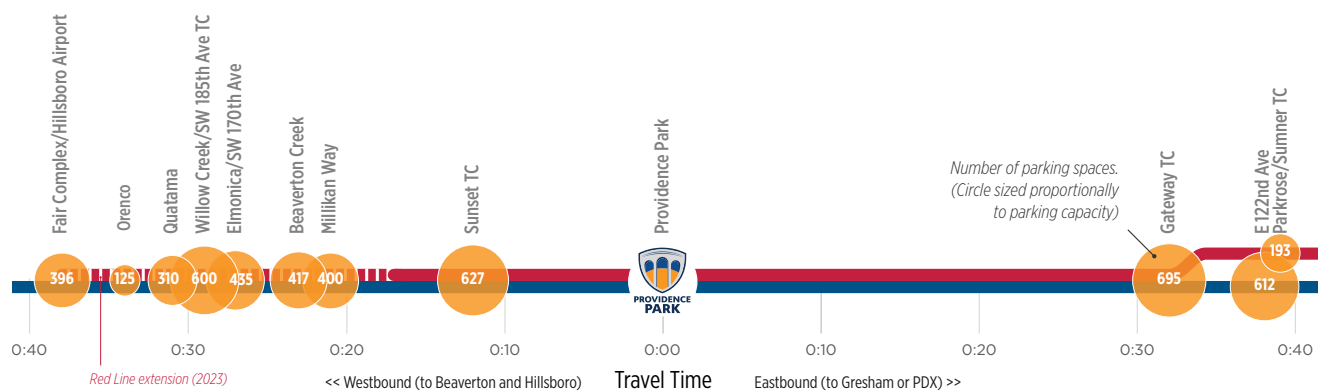 Fair Complex/Hillsboro Airport
Orenco
Quatama
Willow Creek/SW 185th Ave TC
Elmonica/SW 170th Ave
Beaverton Creek
Millikan Way
Sunset TC
Providence Park
Gateway TC
E 122nd Ave
Parkrose/Sumner TC
Number of parking spaces.
(Circle sized proportionally
to parking capacity)
396
125
310
600
435
417
400
627
PROVIDENCE
PARK
695
612
193
0:40
0:30
0:20
0:10
0:00
0:10
0:20
0:30
0:40
Red Line extension (2023)
<< Westbound (to Beaverton and Hillsboro)
Travel Time
Eastbound (to Gresham or PDX) >>